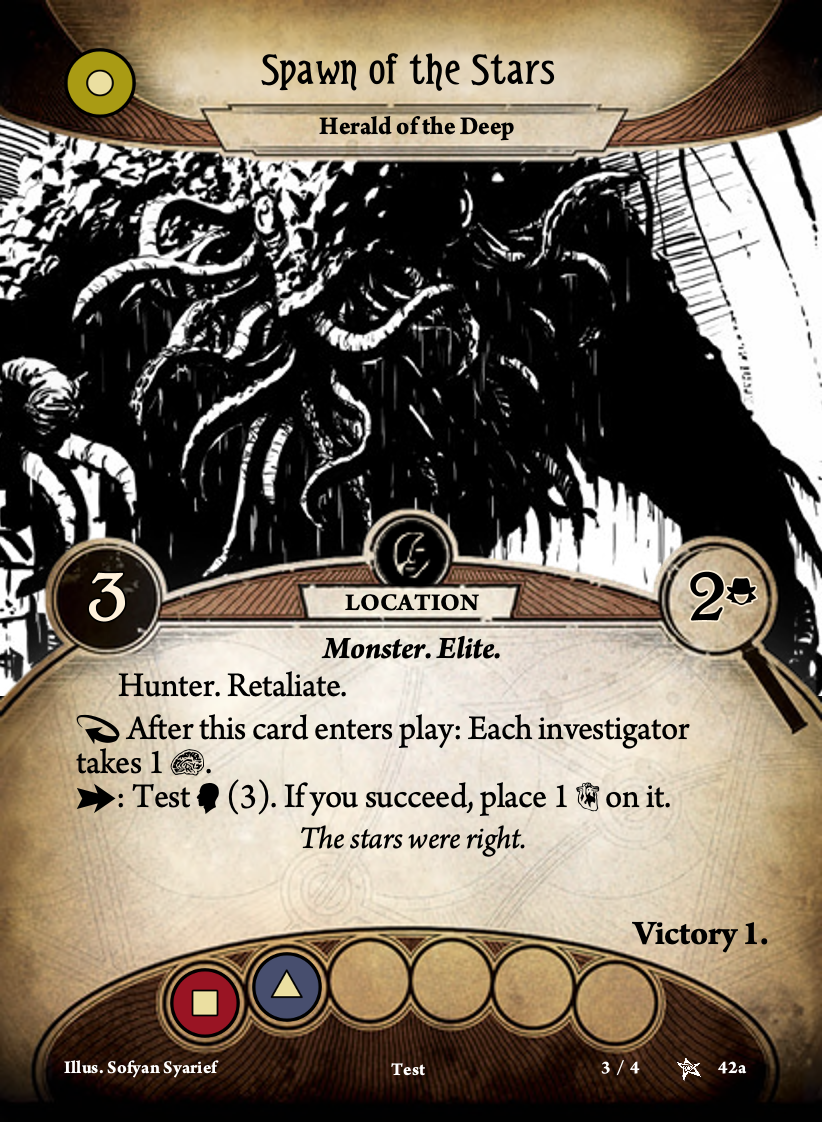 Spawn of the Stars
Herald of the Deep
3
2
LOCATION
Monster. Elite.
Hunter. Retaliate.
After this card enters play: Each investigator
takes 1 .
: Test (3). If you succeed, place 1 on it.
The stars were right.
Victory 1.
Illus. Sofyan Syarief
Test
3 / 4
42a